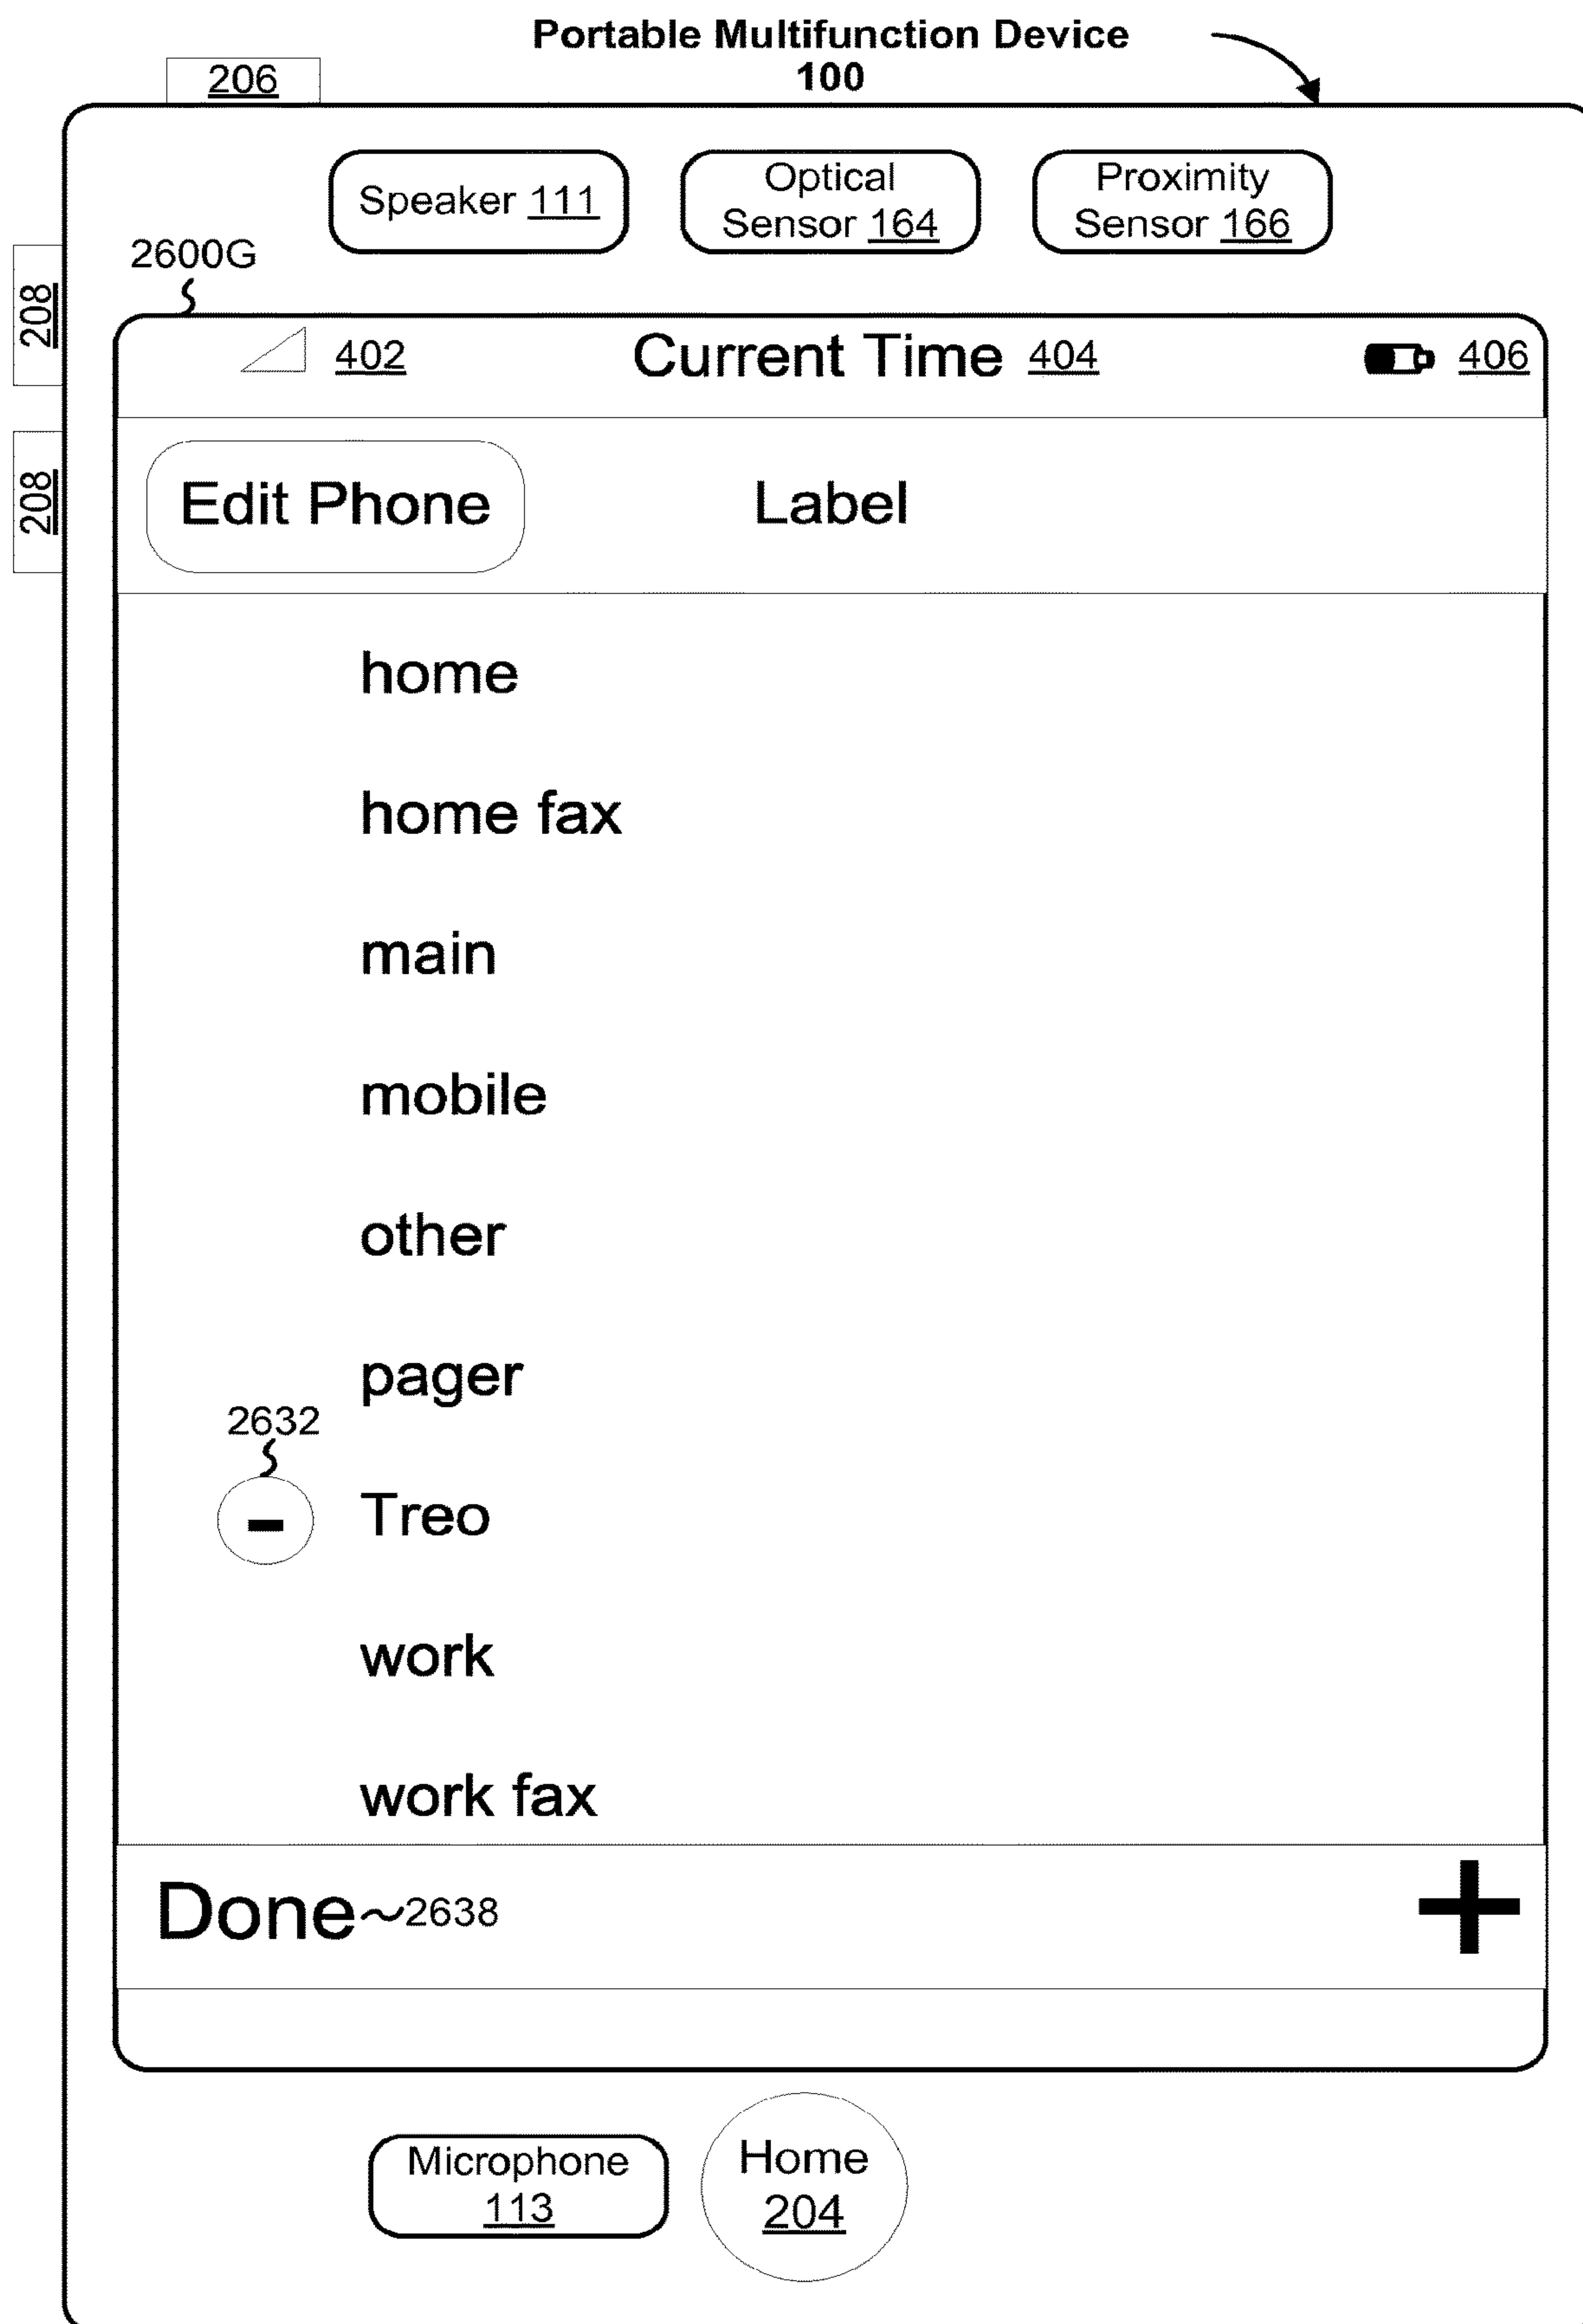 Portable Multifunction Device
100
206
Speaker 111
Optical
Sensor 164
Proximity
Sensor 166
2600G
208
402
Current Time 404
406
208
Edit Phone
Label
home
home fax
main
mobile
other
pager
2632
- Treo
work
work fax
Done~2638
+
Microphone
113
Home
204